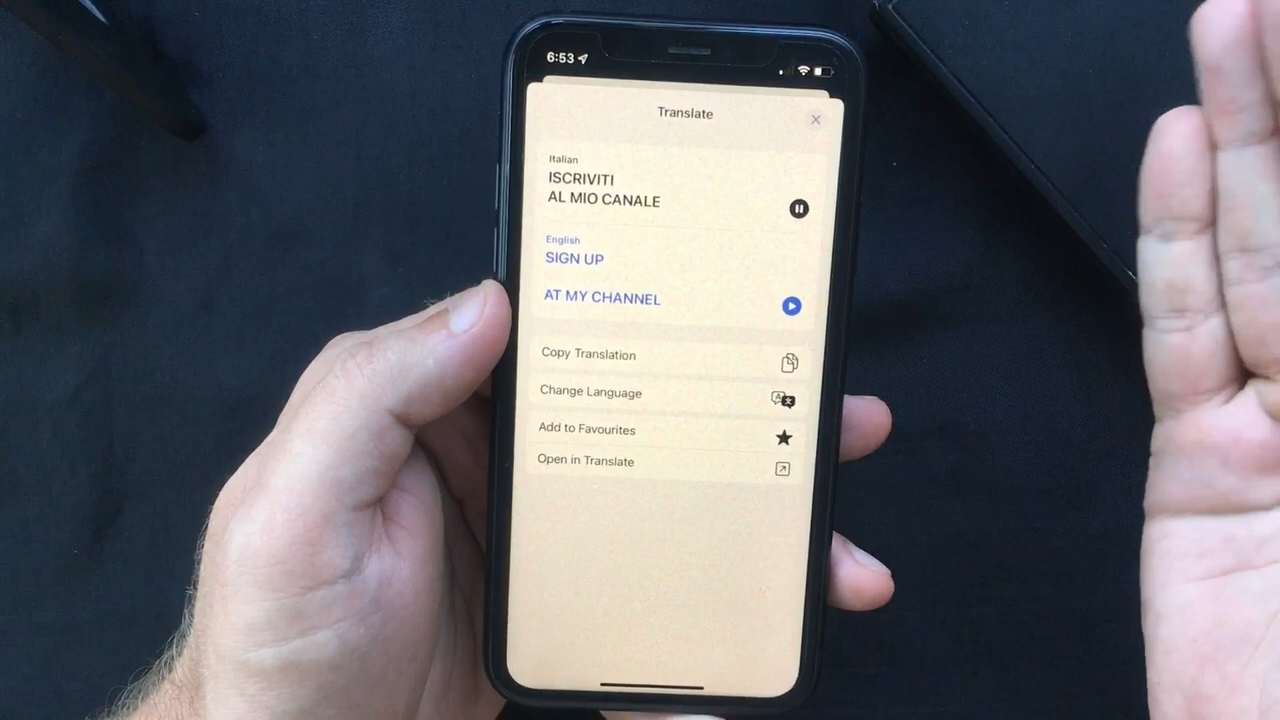 6:53
Translate
Italian
ISCRIVITI
AL MIO CANALE
English
SIGN UP
AT MY CHANNEL
Copy Translation
Change Language
Add to Favourites
Open in Translate